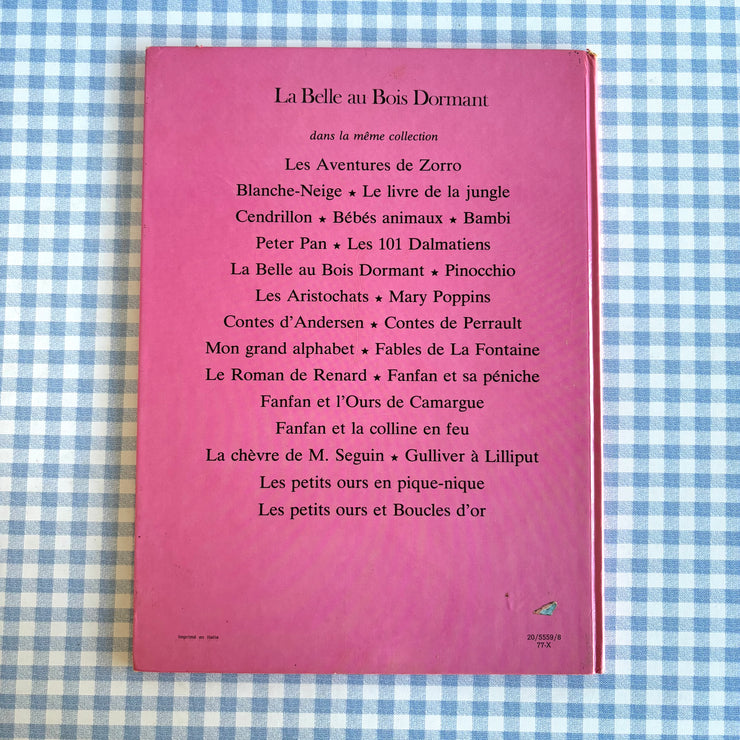 La Belle au Bois Dormant
dans la même collection
Les Aventures de Zorro
Blanche-Neige ★ Le livre de la jungle
Cendrillon ★ Bébés animaux ★ Bambi
Peter Pan ★ Les 101 Dalmatiens
La Belle au Bois Dormant ★ Pinocchio
Les Aristochats ★ Mary Poppins
Contes d'Andersen ★ Contes de Perrault
Mon grand alphabet ★ Fables de La Fontaine
Le Roman de Renard ★ Fanfan et sa péniche
Fanfan et l'Ours de Camargue
Fanfan et la colline en feu
La chèvre de M. Seguin ★ Gulliver à Lilliput
Les petits ours en pique-nique
Les petits ours et Boucles d'or
Imprimé en Italie
20/5559/8
77-X